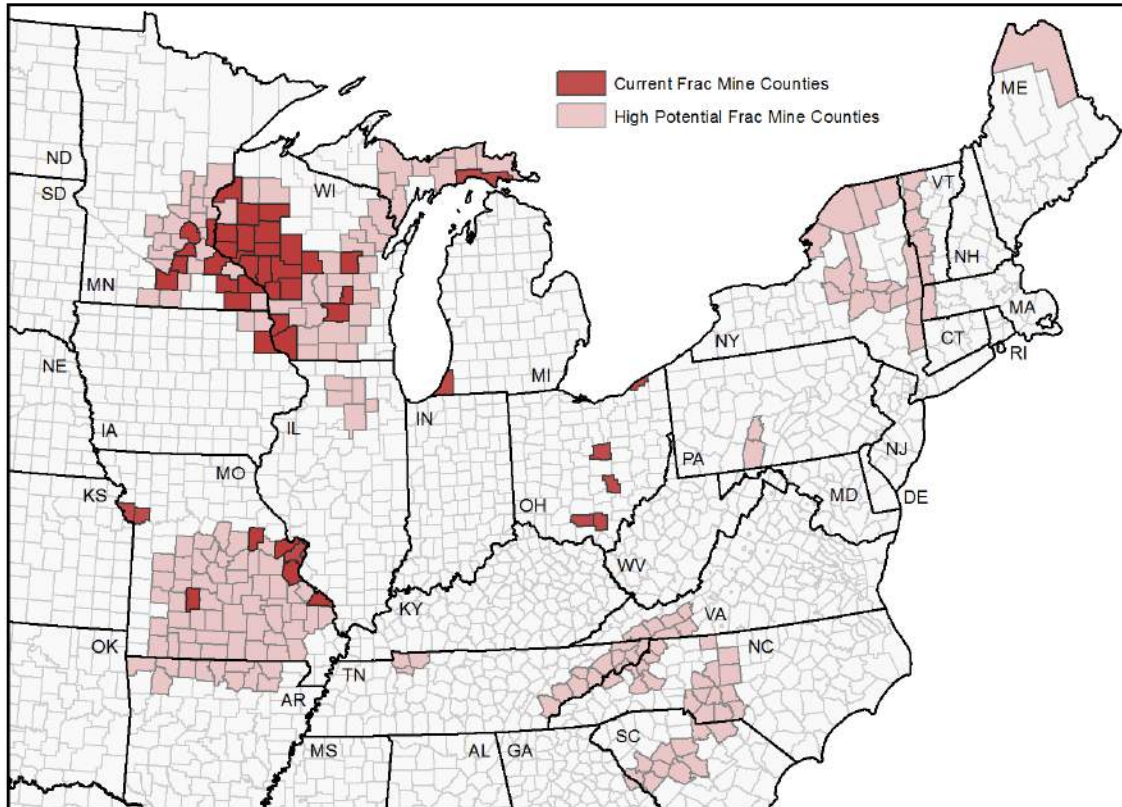 Current Frac Mine Counties
High Potential Frac Mine Counties
ME
ND
WI
VT
SD
NH
MN
MA
NY
CT
RI
NE
MI
IA
IL
IN
PA
NJ
MO
KS
OH
MD
DE
WV
KY
VA
OK
NC
TN
AR
SC
MS
AL
GA